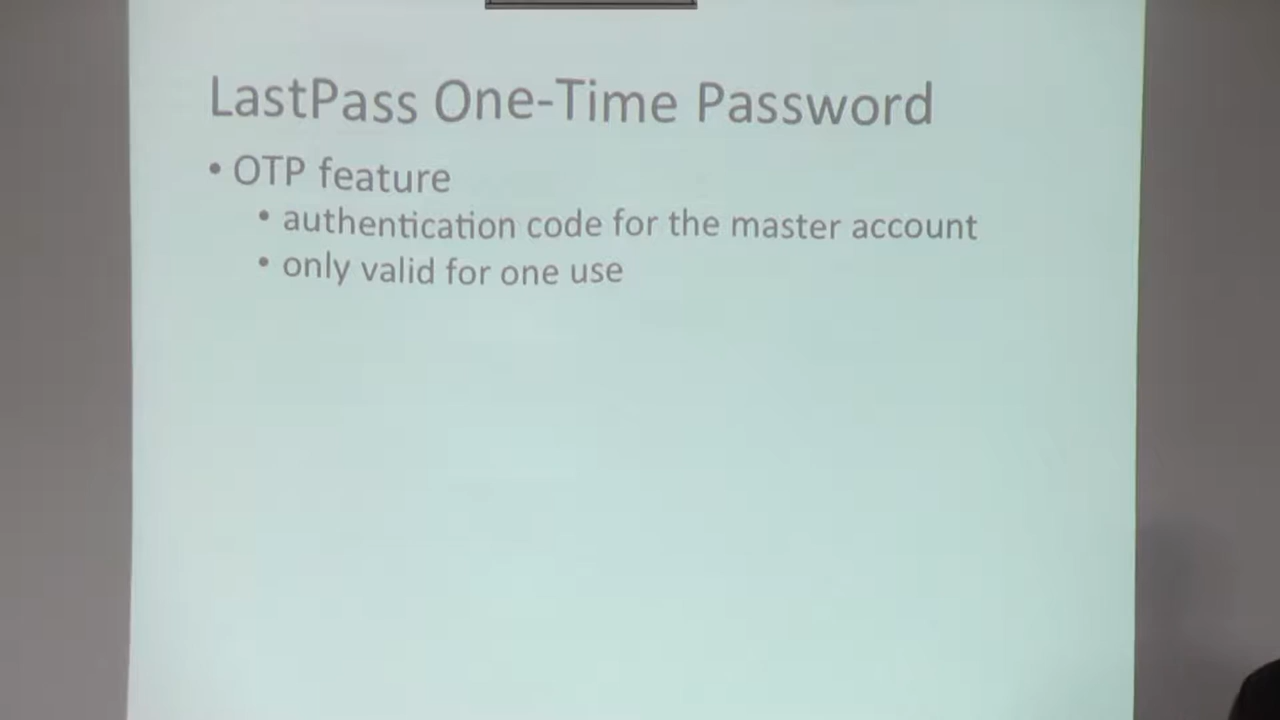 LastPass One-Time Password
• OTP feature
• authentication code for the master account
• only valid for one use